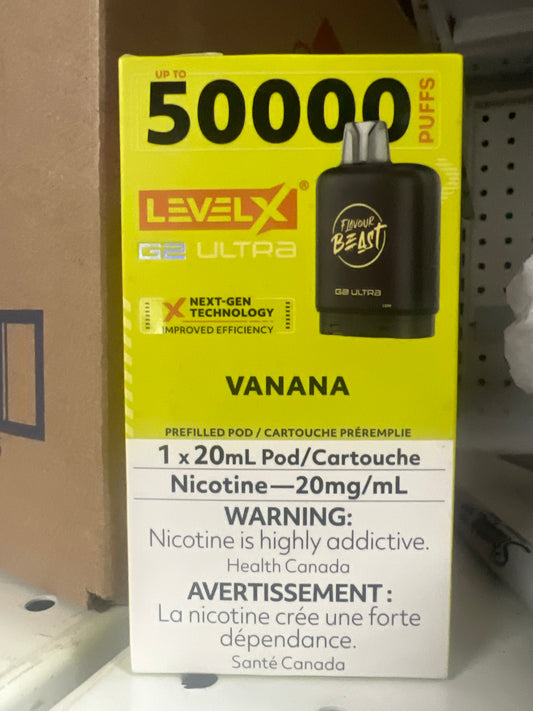 UP TO
50000
PUFFS
LEVELX®
G2 ULTRA
FLAVOUR
BEAST
G2 ULTRA
X NEXT-GEN
TECHNOLOGY
IMPROVED EFFICIENCY
VANANA
PREFILLED POD / CARTOUCHE PRÉREMPLIE
1 x 20mL Pod/Cartouche
Nicotine—20mg/mL
WARNING:
Nicotine is highly addictive.
Health Canada
AVERTISSEMENT :
La nicotine crée une forte
dépendance.
Santé Canada